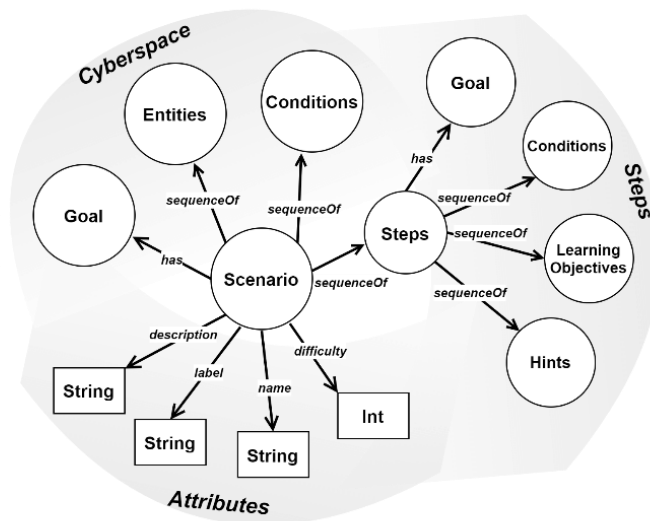 Cyberspace
Entities
Conditions
Goal
Conditions
Steps
has
sequenceOf
sequenceOf
sequenceOf
Goal
Steps
sequenceOf
Learning
Objectives
has
Scenario
sequenceOf
sequenceOf
description
difficulty
Hints
label
name
String
Int
String
String
Attributes